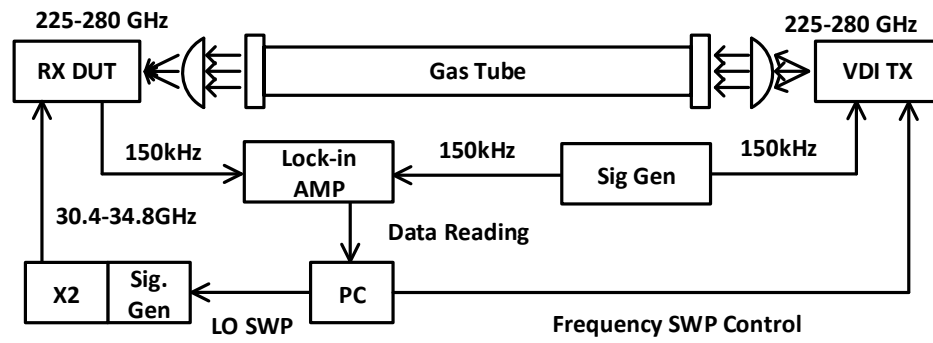 225-280 GHz
225-280 GHz
RX DUT
Gas Tube
VDI TX
150kHz
Lock-in
AMP
150kHz
Sig Gen
150kHz
30.4-34.8GHz
Data Reading
X2
Sig.
Gen
PC
LO SWP
Frequency SWP Control